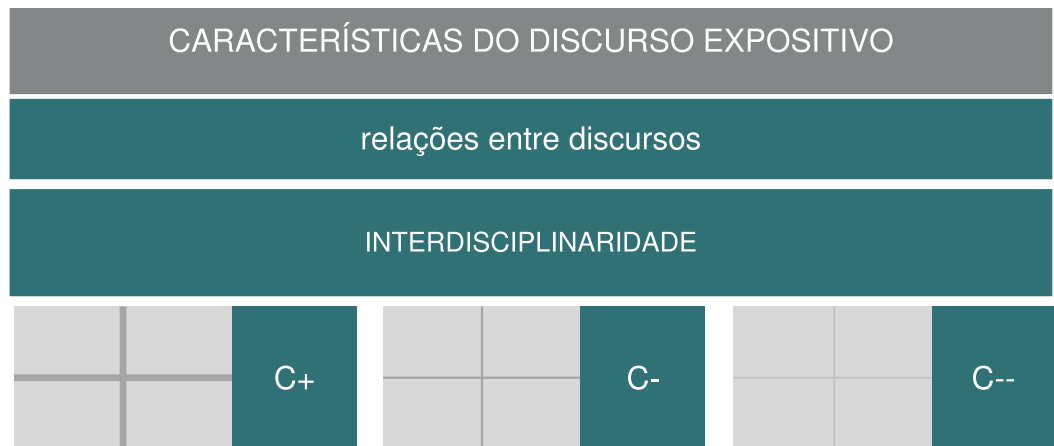 CARACTERÍSTICAS DO DISCURSO EXPOSITIVO
relações entre discursos
INTERDISCIPLINARIDADE
C+
C-
C--